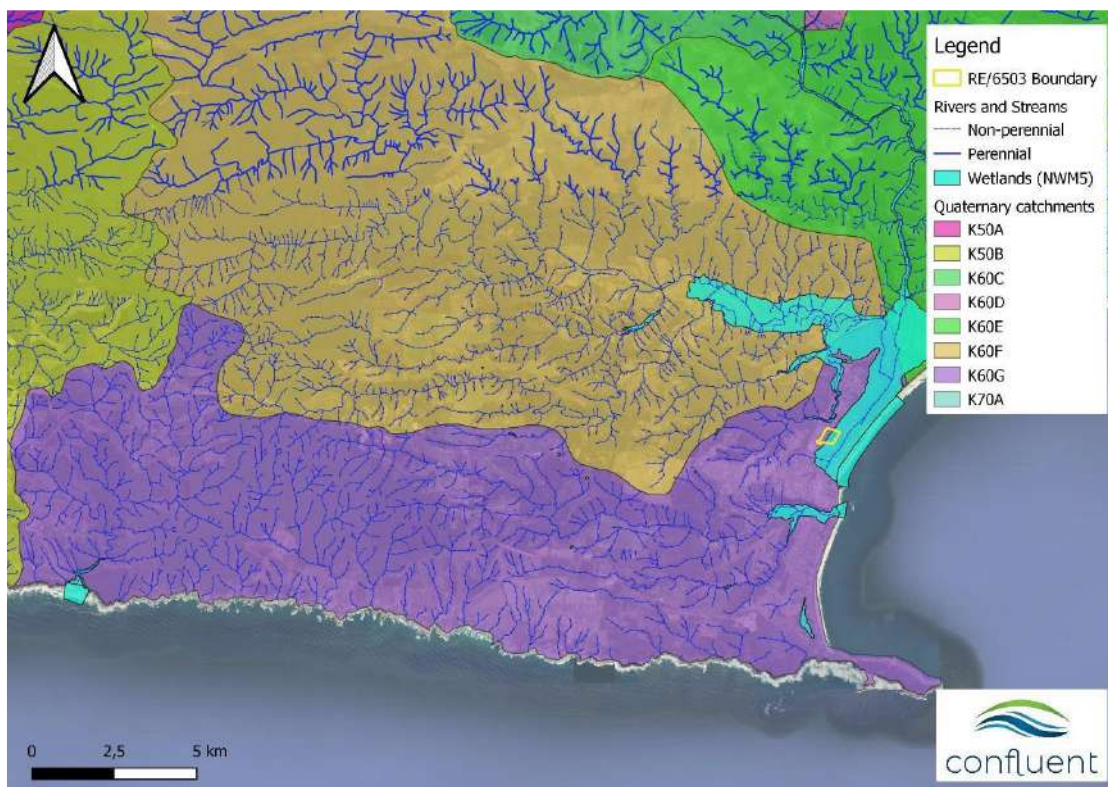 Legend
RE/6503 Boundary
Rivers and Streams
Non-perennial
Perennial
Wetlands (NWM5)
Quaternary catchments
K50A
K50B
K60C
K60D
K60E
K60F
K60G
K70A
0 2,5 5 km
confluent